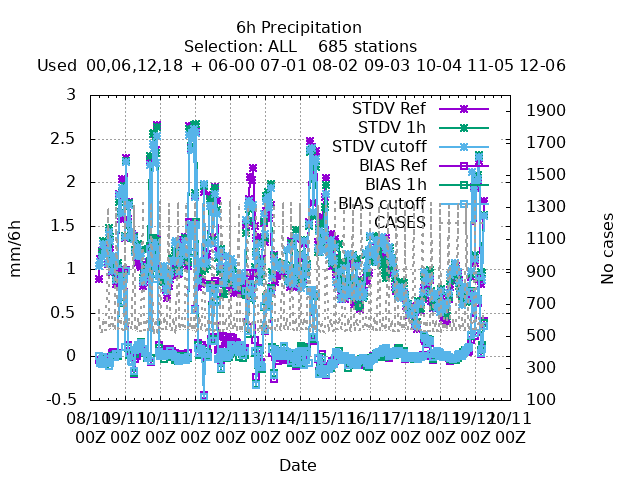 6h Precipitation
Selection: ALL 685 stations
Used 00,06,12,18 + 06-00 07-01 08-02 09-03 10-04 11-05 12-06
STDV Ref
STDV 1h
STDV cutoff
BIAS Ref
BIAS 1h
BIAS cutoff
CASES
3
2.5
2
1.5
1
0.5
0
-0.5
mm/6h
1900
1700
1500
1300
1100
900
700
500
300
100
No cases
08/10 09/11 10/11 11/11 12/11 13/11 14/11 15/11 16/11 17/11 18/11 19/12 20/11
00Z 00Z 00Z 00Z 00Z 00Z 00Z 00Z 00Z 00Z 00Z 00Z 00Z
Date